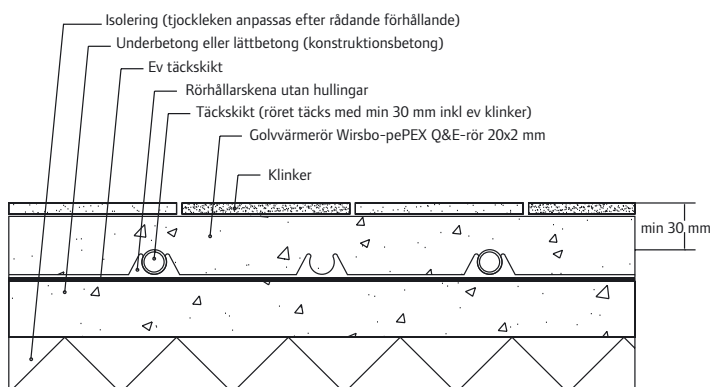 Isolering (tjockleken anpassas efter rådande förhållande)
Underbetong eller lättbetong (konstruktionsbetong)
Ev täckskikt
Rörhållarskena utan hullingar
Täckskikt (röret täcks med min 30 mm inkl ev klinker)
Golvvärmerör Wirsbo-pePEX Q&E-rör 20x2 mm
Klinker
min 30 mm